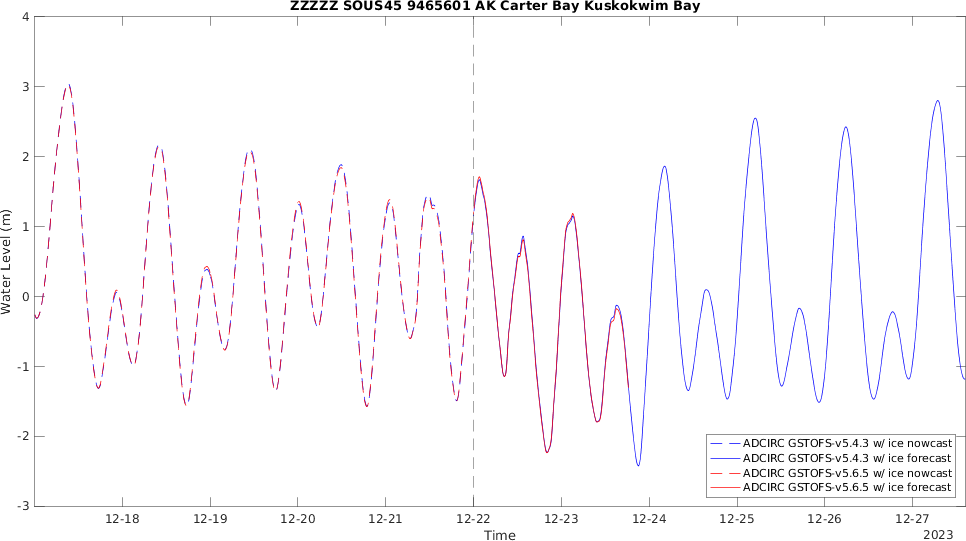 ZZZZZ SOUS45 9465601 AK Carter Bay Kuskokwim Bay
4
3
2
1
0
-1
-2
-3
Water Level (m)
12-18 12-19 12-20 12-21 12-22 12-23 12-24 12-25 12-26 12-27
2023
Time
ADCIRC GSTOFS-v5.4.3 w/ ice nowcast
ADCIRC GSTOFS-v5.4.3 w/ ice forecast
ADCIRC GSTOFS-v5.6.5 w/ ice nowcast
ADCIRC GSTOFS-v5.6.5 w/ ice forecast